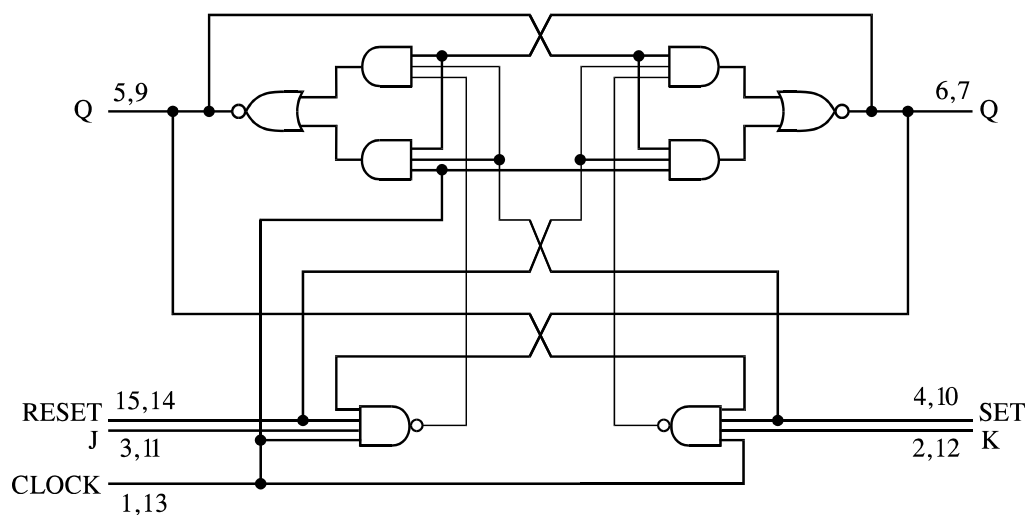 Q 5,9
6,7 Q
RESET 15,14
4,10 SET
J 3,11
2,12 K
CLOCK 1,13